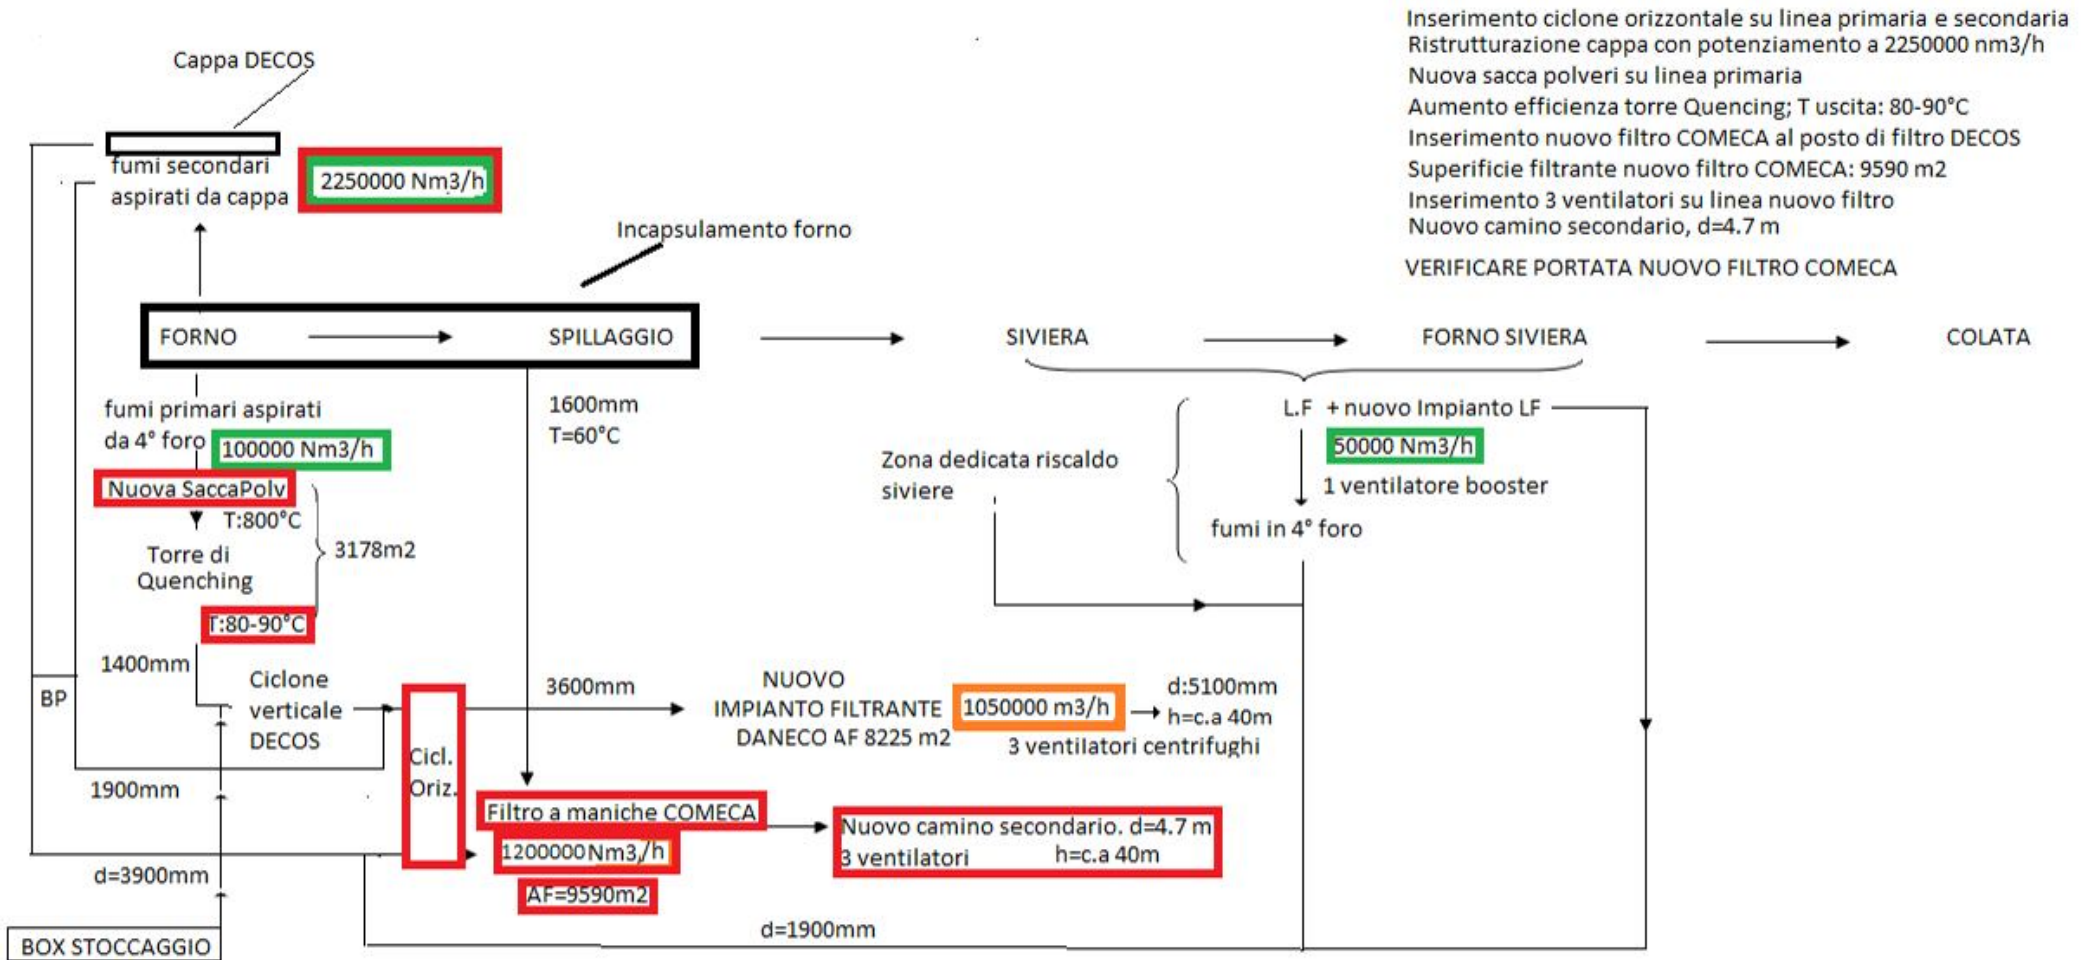 Inserimento ciclone orizzontale su linea primaria e secondaria
Ristrutturazione cappa con potenziamento a 2250000 nm3/h
Nuova sacca polveri su linea primaria
Aumento efficienza torre Quencing; T uscita: 80-90°C
Inserimento nuovo filtro COMECA al posto di filtro DECOS
Superficie filtrante nuovo filtro COMECA: 9590 m2
Inserimento 3 ventilatori su linea nuovo filtro
Nuovo camino secondario, d=4.7 m
VERIFICARE PORTATA NUOVO FILTRO COMECA
Cappa DECOS
fumi secondari
aspirati da cappa
2250000 Nm3/h
Incapsulamento forno
FORNO
SPILLAGGIO
SIVIERA
FORNO SIVIERA
COLATA
fumi primari aspirati
da 4° foro
100000 Nm3/h
Nuova SaccaPolv
T:800°C
Torre di
Quenching
3178m2
T:80-90°C
1400mm
1600mm
T=60°C
Zona dedicata riscaldo
siviere
L.F + nuovo Impianto LF
50000 Nm3/h
1 ventilatore booster
fumi in 4° foro
BP
Ciclone
verticale
DECOS
Cicl.
Oriz.
3600mm
NUOVO
IMPIANTO FILTRANTE
DANECO AF 8225 m2
1050000 m3/h
d:5100mm
h=c.a 40m
3 ventilatori centrifughi
1900mm
Filtro a maniche COMECA
1200000Nm3/h
AF=9590m2
Nuovo camino secondario. d=4.7 m
3 ventilatori h=c.a 40m
d=3900mm
BOX STOCCAGGIO
d=1900mm